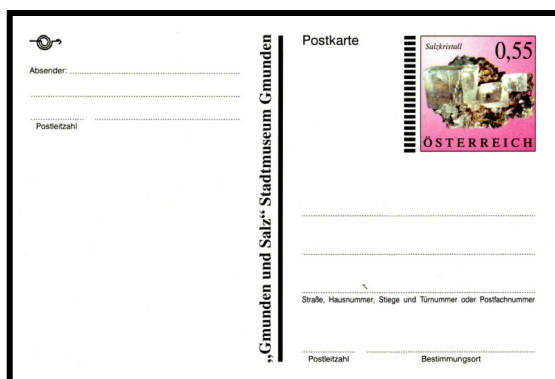 Absender:
Postleitzahl
„Gmunden und Salz“ Stadtmuseum Gmunden
Postkarte
Salzkristall
0,55
ÖSTERREICH
Straße, Hausnummer, Stiege und Türnummer oder Postfachnummer
Postleitzahl
Bestimmungsort